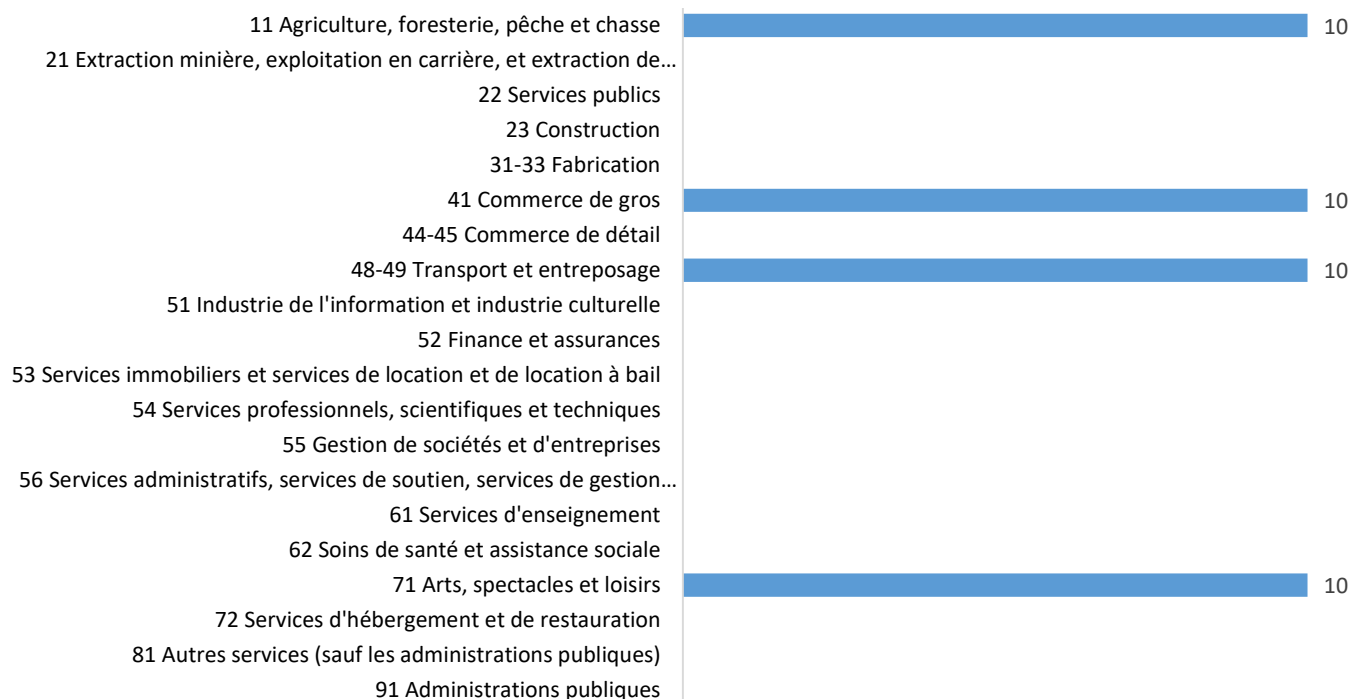 11 Agriculture, foresterie, pêche et chasse 10
21 Extraction minière, exploitation en carrière, et extraction de…
22 Services publics
23 Construction
31-33 Fabrication
41 Commerce de gros 10
44-45 Commerce de détail
48-49 Transport et entreposage 10
51 Industrie de l'information et industrie culturelle
52 Finance et assurances
53 Services immobiliers et services de location et de location à bail
54 Services professionnels, scientifiques et techniques
55 Gestion de sociétés et d'entreprises
56 Services administratifs, services de soutien, services de gestion…
61 Services d'enseignement
62 Soins de santé et assistance sociale
71 Arts, spectacles et loisirs 10
72 Services d'hébergement et de restauration
81 Autres services (sauf les administrations publiques)
91 Administrations publiques